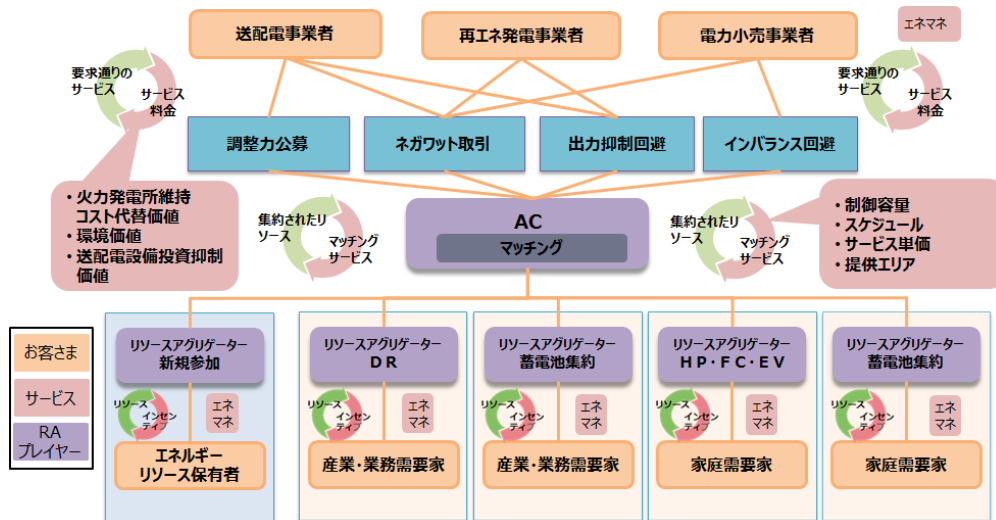 送配電事業者
再エネ発電事業者
電力小売事業者
エネマネ
要求通りの
サービス
サービス
料金
要求通りの
サービス
サービス
料金
調整力公募
ネガワット取引
出力抑制回避
インバランス回避
・火力発電所維持
コスト代替価値
・環境価値
・送配電設備投資抑制
価値
集約されたリ
ソース
マッチング
サービス
AC
マッチング
集約されたリ
ソース
マッチング
サービス
・制御容量
・スケジュール
・サービス単価
・提供エリア
お客さま
サービス
RA
プレイヤー
リソースアグリゲーター
新規参加
リソース
インセン
ティブ
エネ
マネ
エネルギー
リソース保有者
リソースアグリゲーター
DR
リソース
インセン
ティブ
エネ
マネ
産業・業務需要家
リソースアグリゲーター
蓄電池集約
リソース
インセン
ティブ
エネ
マネ
産業・業務需要家
リソースアグリゲーター
HP・FC・EV
リソース
インセン
ティブ
エネ
マネ
家庭需要家
リソースアグリゲーター
蓄電池集約
リソース
インセン
ティブ
エネ
マネ
家庭需要家